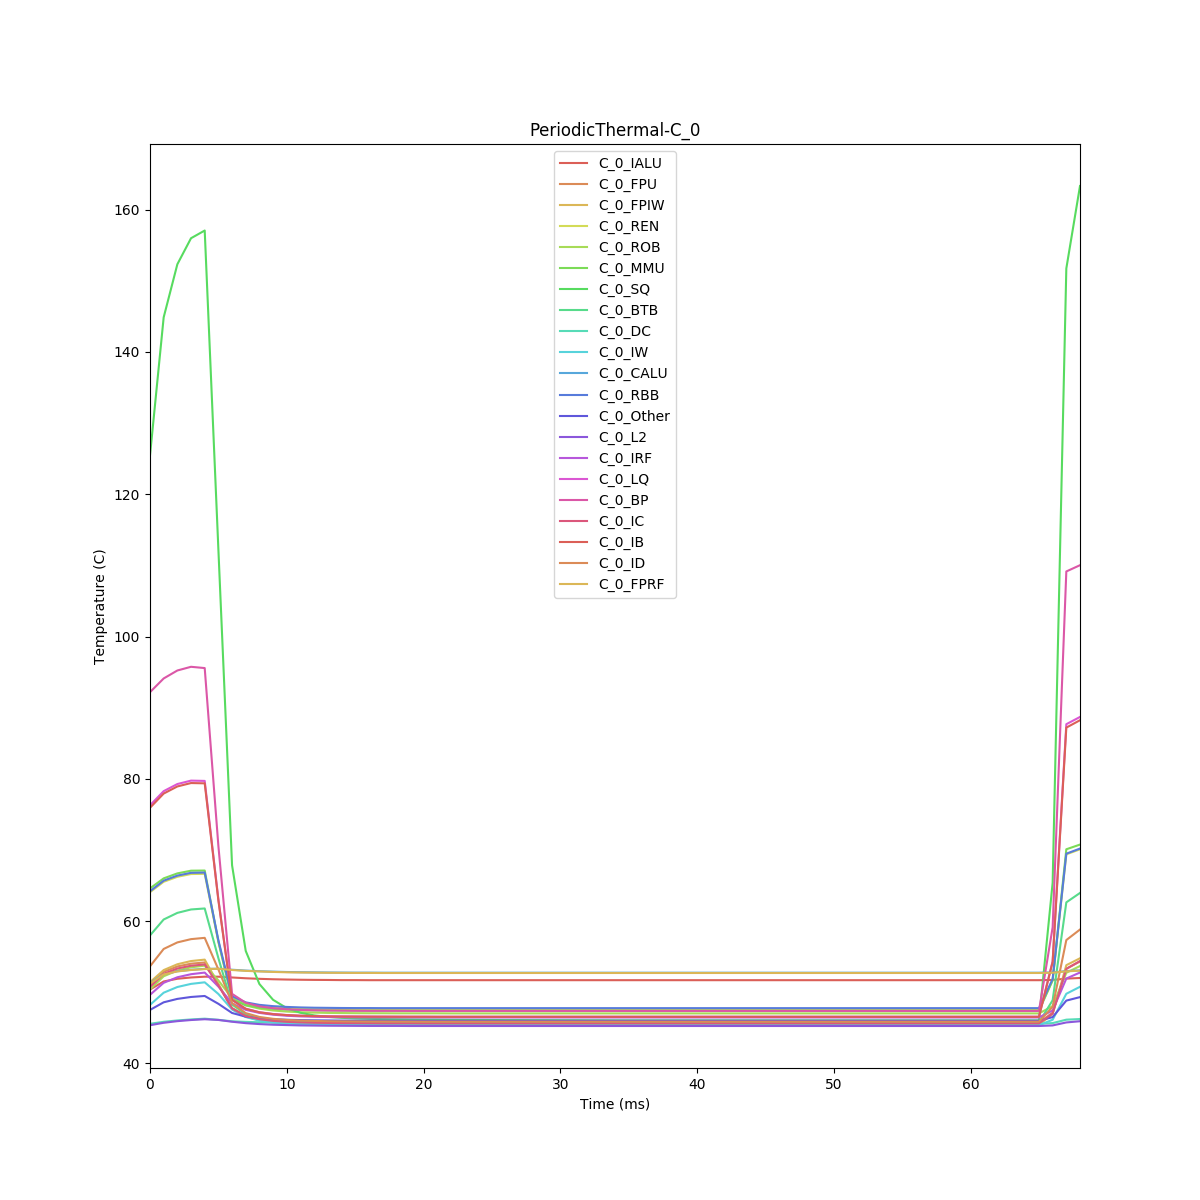 PeriodicThermal-C_0
C_0_IALU
C_0_FPU
C_0_FPIW
C_0_REN
C_0_ROB
C_0_MMU
C_0_SQ
C_0_BTB
C_0_DC
C_0_IW
C_0_CALU
C_0_RBB
C_0_Other
C_0_L2
C_0_IRF
C_0_LQ
C_0_BP
C_0_IC
C_0_IB
C_0_ID
C_0_FPRF
Temperature (C)
160
140
120
100
80
60
40
0 10 20 30 40 50 60
Time (ms)